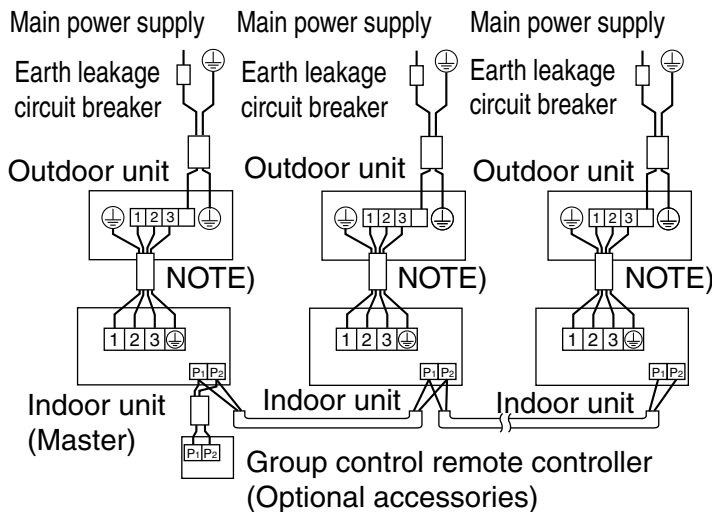 Main power supply Main power supply Main power supply
Earth leakage circuit breaker
Earth leakage circuit breaker
Earth leakage circuit breaker
Outdoor unit Outdoor unit Outdoor unit
1 2 3 1 2 3 1 2 3
NOTE) NOTE) NOTE)
1 2 3 1 2 3 1 2 3
P1 P2 P1 P2 P1 P2
Indoor unit
(Master)
Indoor unit Indoor unit
P1 P2
Group control remote controller
(Optional accessories)